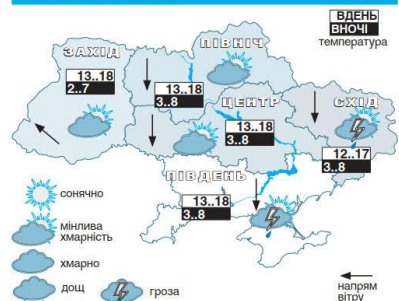 ВДЕНЬ
ВНОЧІ
температура
ЗАХІД
13..18
2..7
ПІВНІЧ
13..18
3..8
ЦЕНТР
13..18
3..8
СХІД
12..17
3..8
ПІВДЕНЬ
13..18
3..8
сонячно
мінлива
хмарність
хмарно
дощ
гроза
напрям
вітру